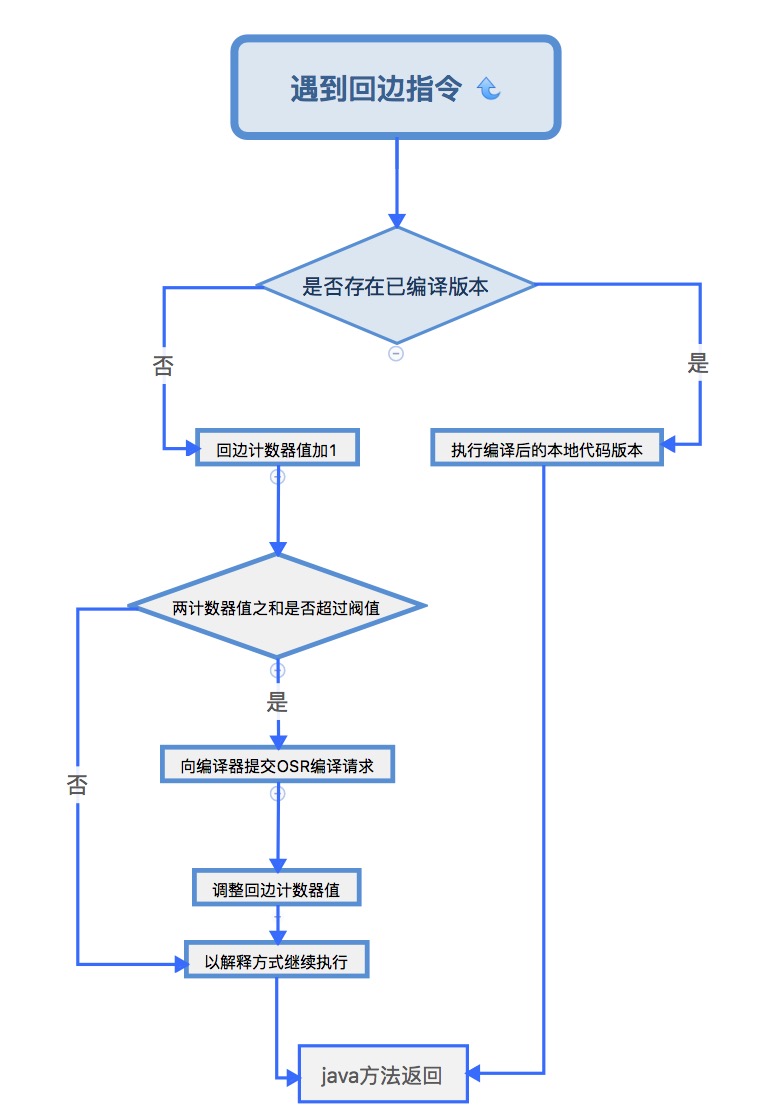 遇到回边指令
是否存在已编译版本
否
是
回边计数器值加1
执行编译后的本地代码版本
两计数器值之和是否超过阀值
是
向编译器提交OSR编译请求
否
调整回边计数器值
以解释方式继续执行
java方法返回